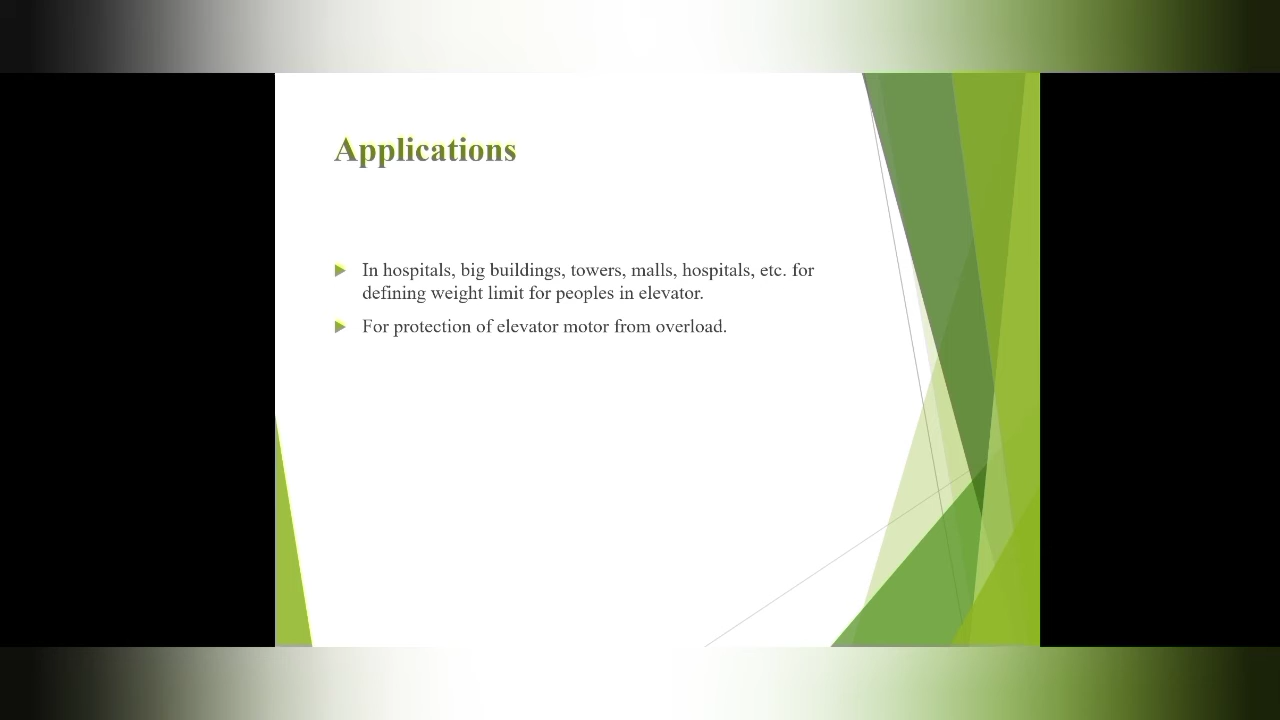 Applications
In hospitals, big buildings, towers, malls, hospitals, etc. for
defining weight limit for peoples in elevator.
For protection of elevator motor from overload.